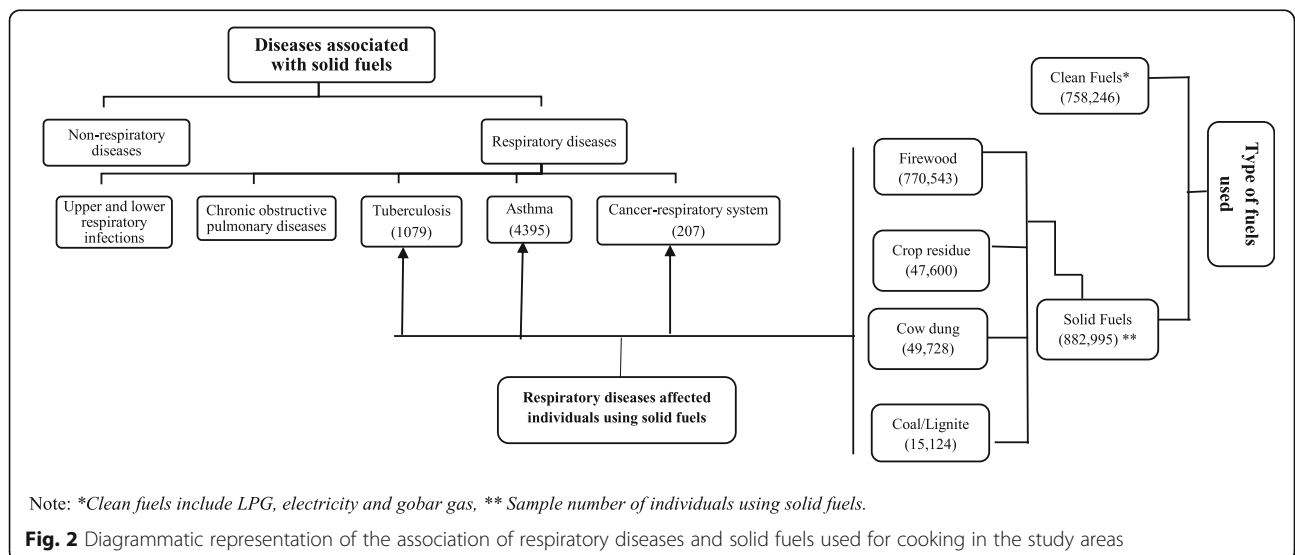 Diseases associated
with solid fuels
Non-respiratory
diseases
Respiratory diseases
Upper and lower
respiratory
infections
Chronic obstructive
pulmonary diseases
Tuberculosis
(1079)
Asthma
(4395)
Cancer-respiratory system
(207)
Respiratory diseases affected
individuals using solid fuels
Firewood
(770,543)
Crop residue
(47,600)
Cow dung
(49,728)
Coal/Lignite
(15,124)
Clean Fuels*
(758,246)
Solid Fuels
(882,995) **
Type of fuels
used
Note: *Clean fuels include LPG, electricity and gobar gas, ** Sample number of individuals using solid fuels.
Fig. 2 Diagrammatic representation of the association of respiratory diseases and solid fuels used for cooking in the study areas